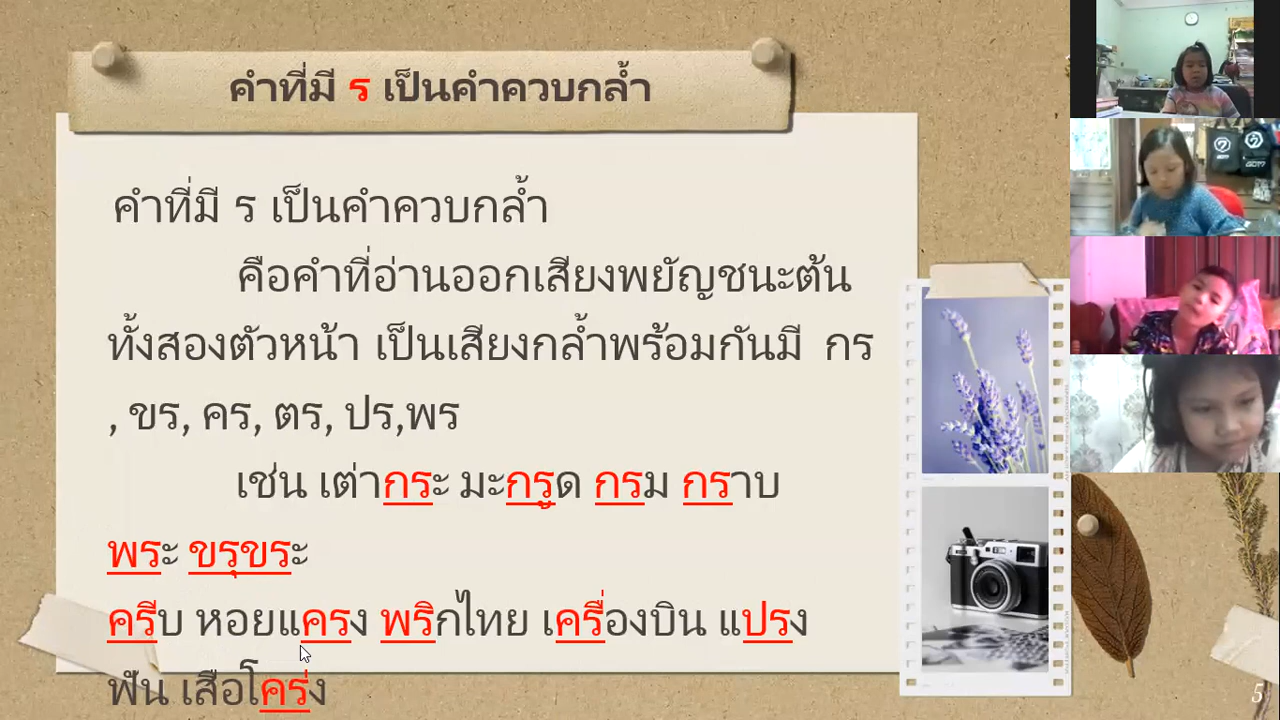 คำที่มี ร เป็นคำควบกล้ำ
คำที่มี ร เป็นคำควบกล้ำ
คือคำที่อ่านออกเสียงพยัญชนะต้น
ทั้งสองตัวหน้า เป็นเสียงกล้ำพร้อมกันมี กร
, ขร, คร, ตร, ปร,พร
เช่น เต่ากระ มะกรูด กรม กราบ
พระ ขรุขระ
ครีบ หอยแครง พริกไทย เครื่องบิน แปรง
ฟัน เสือโคร่ง
5